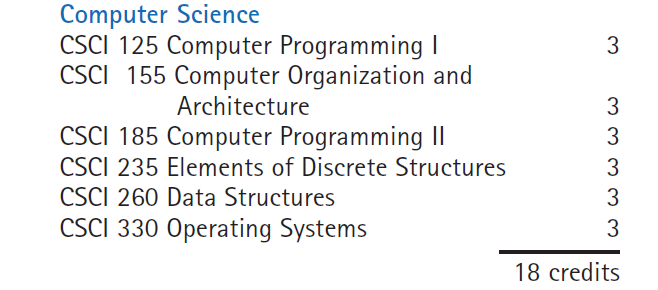 Computer Science
CSCI 125 Computer Programming I 3
CSCI 155 Computer Organization and
Architecture 3
CSCI 185 Computer Programming II 3
CSCI 235 Elements of Discrete Structures 3
CSCI 260 Data Structures 3
CSCI 330 Operating Systems 3
18 credits